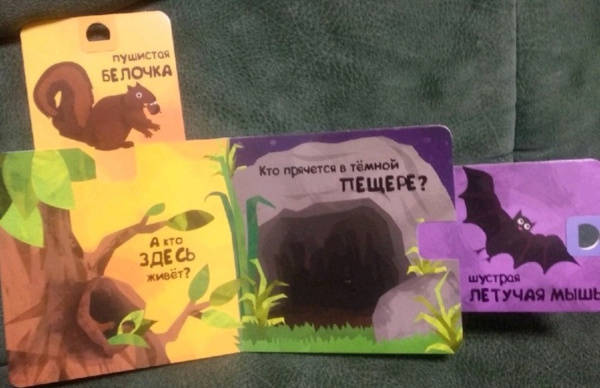 пушистая
БЕЛОЧКА
А кто
ЗДЕСЬ
живёт?
Кто прячется в тёмной
ПЕЩЕРЕ?
шустрая
ЛЕТУЧАЯ МЫШЬ